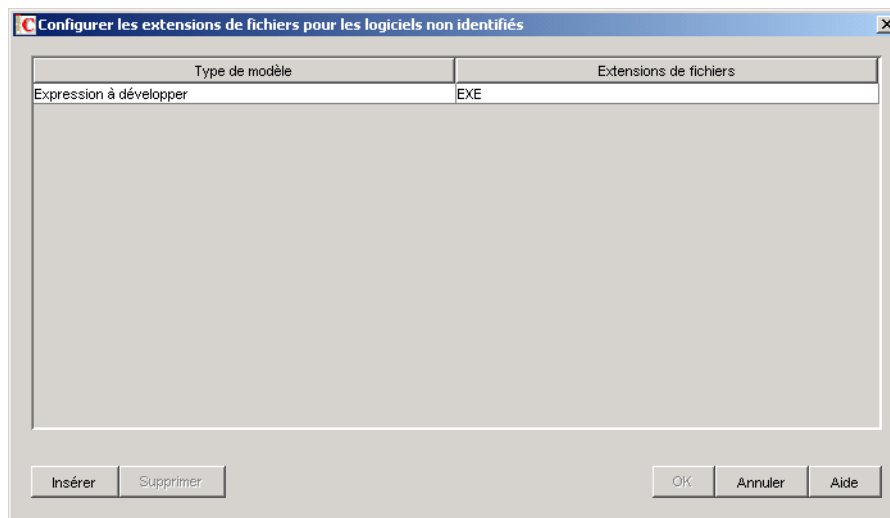 Configurer les extensions de fichiers pour les logiciels non identifiés
Type de modèle Extensions de fichiers
Expression à développer EXE
Insérer Supprimer OK Annuler Aide